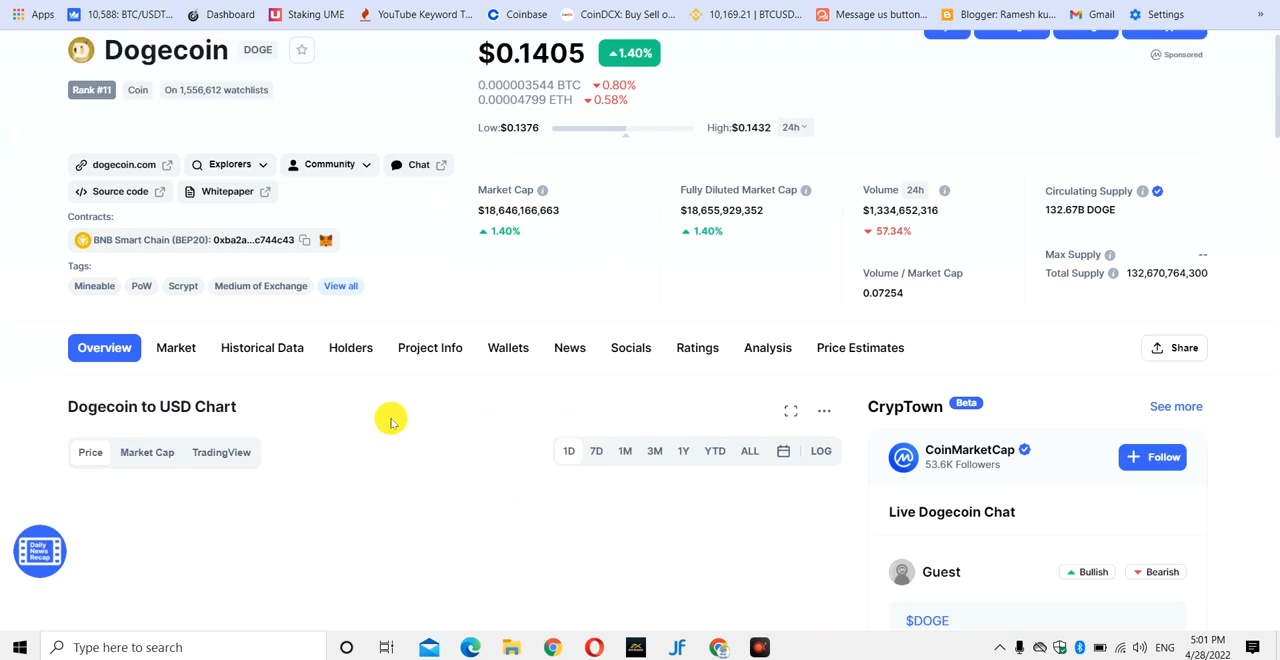 Apps
10,588: BTC/USDT...
Dashboard
Staking UME
YouTube Keyword T...
Coinbase
CoinDCX: Buy Sell o...
10,169.21 | BTCUSD...
Message us button...
Blogger: Ramesh ku...
Gmail
Settings
»
Dogecoin DOGE
$0.1405 1.40%
Sponsored
Rank #11 Coin On 1,556,612 watchlists
0.000003544 BTC 0.80%
0.00004799 ETH 0.58%
Low:$0.1376 High:$0.1432 24h
dogecoin.com Explorers Community Chat
Source code Whitepaper
Contracts:
BNB Smart Chain (BEP20): 0xba2a...c744c43
Tags:
Mineable PoW Scrypt Medium of Exchange View all
Market Cap
$18,646,166,663
1.40%
Fully Diluted Market Cap
$18,655,929,352
1.40%
Volume 24h
$1,334,652,316
57.34%
Volume / Market Cap
0.07254
Circulating Supply
132.67B DOGE
Max Supply --
Total Supply 132,670,764,300
Overview Market Historical Data Holders Project Info Wallets News Socials Ratings Analysis Price Estimates Share
Dogecoin to USD Chart
Price Market Cap TradingView
1D 7D 1M 3M 1Y YTD ALL LOG
CrypTown Beta See more
CoinMarketCap
53.6K Followers
+ Follow
Live Dogecoin Chat
Guest Bullish Bearish
$DOGE
Daily
News
Recap
Type here to search
ENG
5:01 PM
4/28/2022